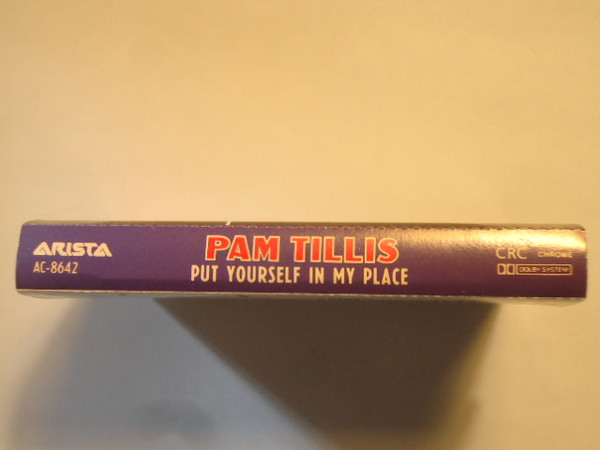 ARISTA
AC-8642
PAM TILLIS
PUT YOURSELF IN MY PLACE
CRC CHROME
DOLBY SYSTEM